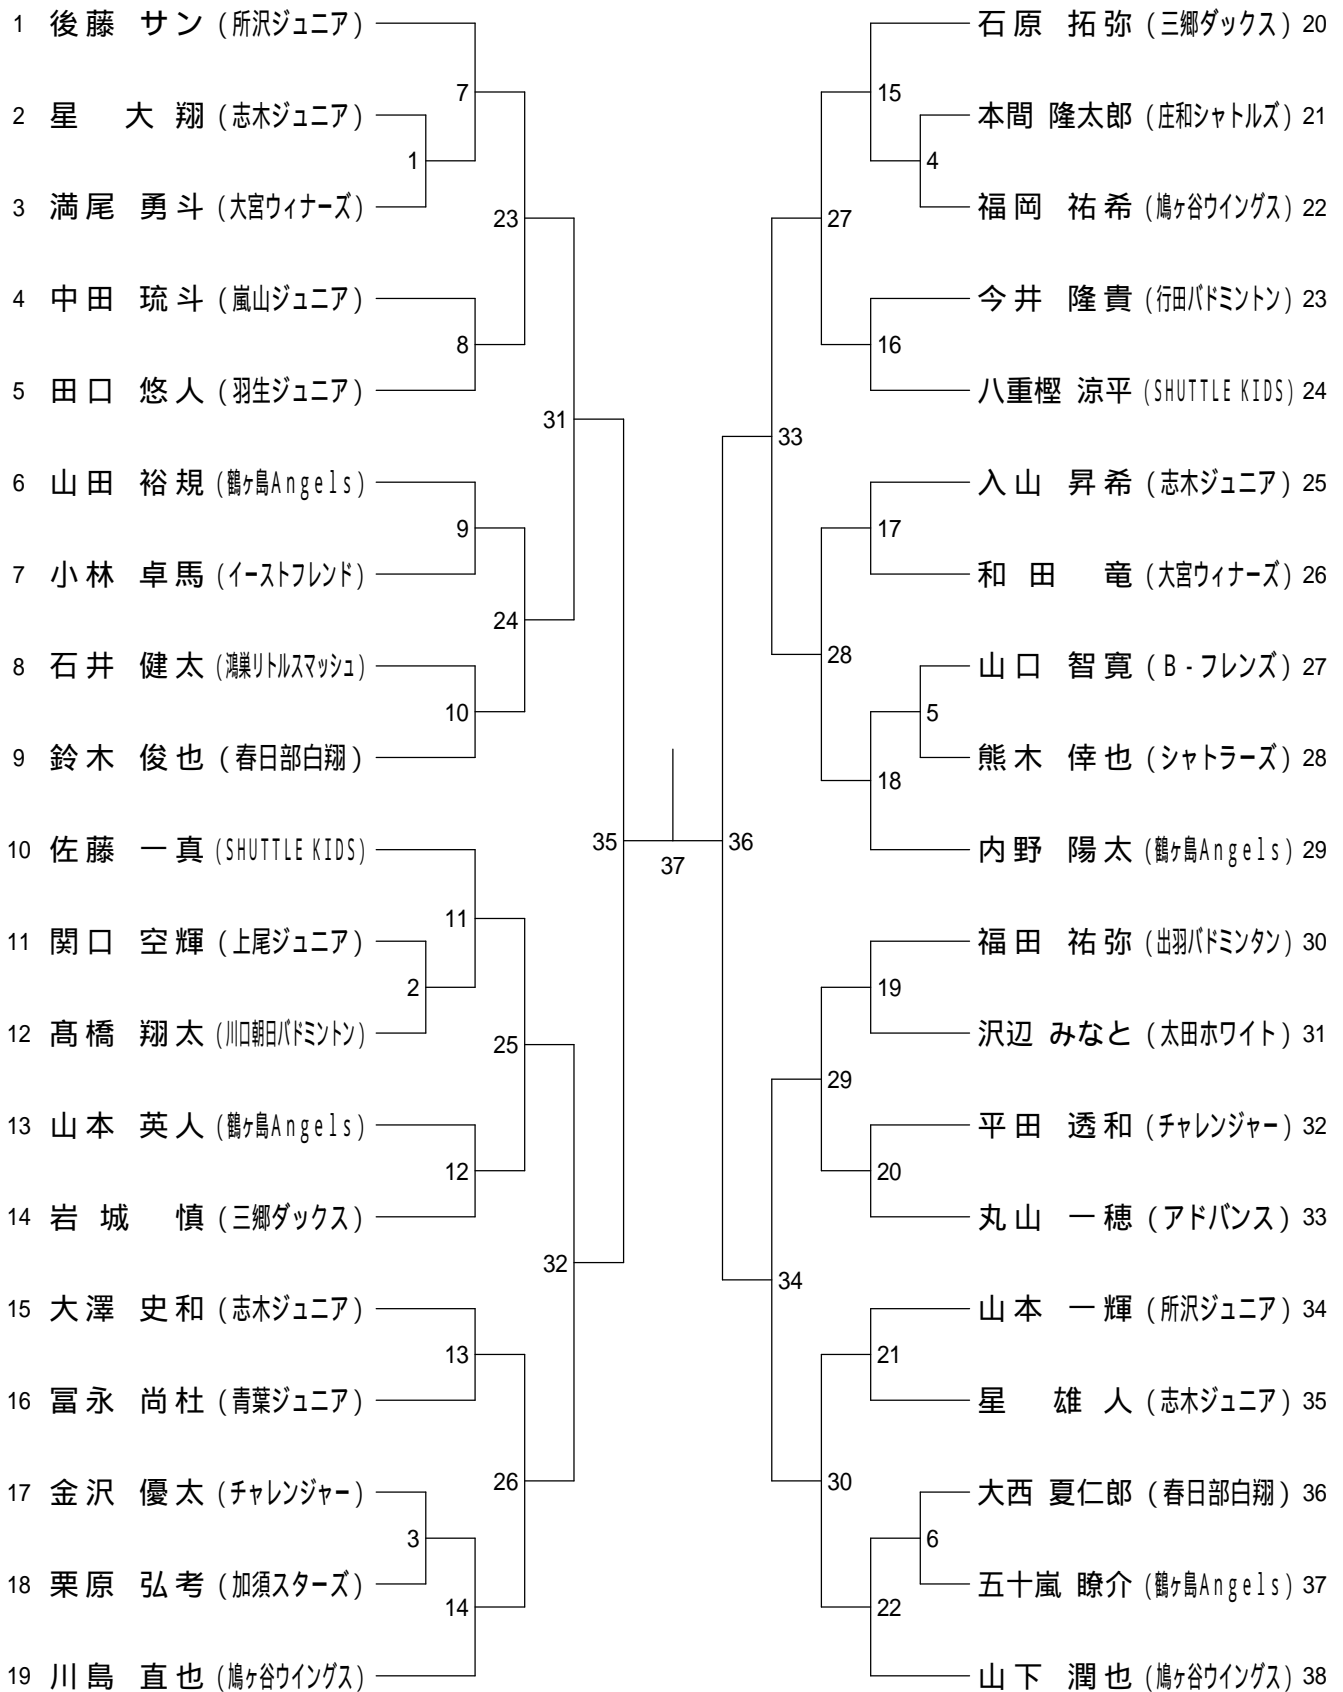 1 後藤 サン (所沢ジュニア)
2 星 大翔 (志木ジュニア)
3 満尾 勇斗 (大宮ウィナーズ)
4 中田 琉斗 (嵐山ジュニア)
5 田口 悠人 (羽生ジュニア)
6 山田 裕規 (鶴ヶ島Angels)
7 小林 卓馬 (イーストフレンド)
8 石井 健太 (鴻巣リトルスマッシュ)
9 鈴木 俊也 (春日部白翔)
10 佐藤 一真 (SHUTTLE KIDS)
11 関口 空輝 (上尾ジュニア)
12 髙橋 翔太 (川口朝日バドミントン)
13 山本 英人 (鶴ヶ島Angels)
14 岩城 慎 (三郷ダックス)
15 大澤 史和 (志木ジュニア)
16 冨永 尚杜 (青葉ジュニア)
17 金沢 優太 (チャレンジャー)
18 栗原 弘考 (加須スターズ)
19 川島 直也 (鳩ヶ谷ウイングス)
7
1
23
8
31
9
24
10
35
11
2
25
12
32
13
26
3
14
37
36
15
4
27
16
33
17
28
5
18
19
29
20
34
21
30
6
22
石原 拓弥 (三郷ダックス) 20
本間 隆太郎 (庄和シャトルズ) 21
福岡 祐希 (鳩ヶ谷ウイングス) 22
今井 隆貴 (行田バドミントン) 23
八重樫 涼平 (SHUTTLE KIDS) 24
入山 昇希 (志木ジュニア) 25
和田 竜 (大宮ウィナーズ) 26
山口 智寛 (B-フレンズ) 27
熊木 倖也 (シャトラーズ) 28
内野 陽太 (鶴ヶ島Angels) 29
福田 祐弥 (出羽バドミンタン) 30
沢辺 みなと (太田ホワイト) 31
平田 透和 (チャレンジャー) 32
丸山 一穂 (アドバンス) 33
山本 一輝 (所沢ジュニア) 34
星 雄人 (志木ジュニア) 35
大西 夏仁郎 (春日部白翔) 36
五十嵐 瞭介 (鶴ヶ島Angels) 37
山下 潤也 (鳩ヶ谷ウイングス) 38